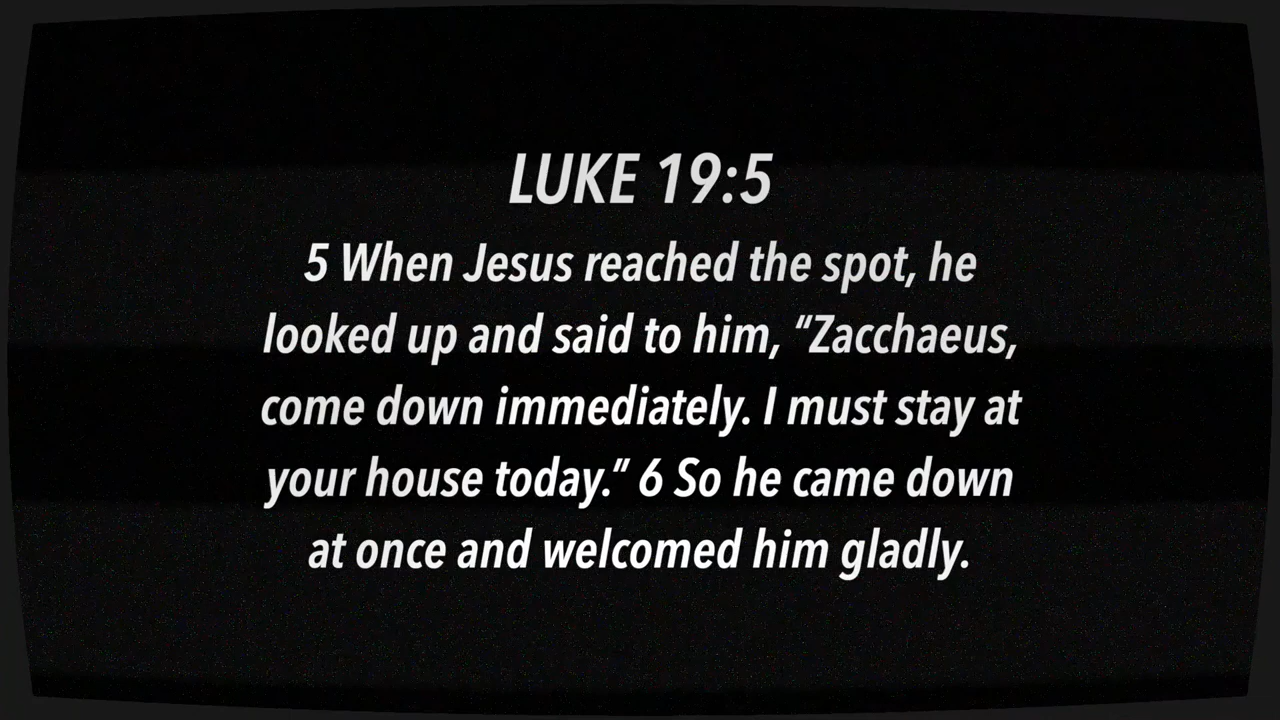 LUKE 19:5
5 When Jesus reached the spot, he
looked up and said to him, “Zacchaeus,
come down immediately. I must stay at
your house today.” 6 So he came down
at once and welcomed him gladly.